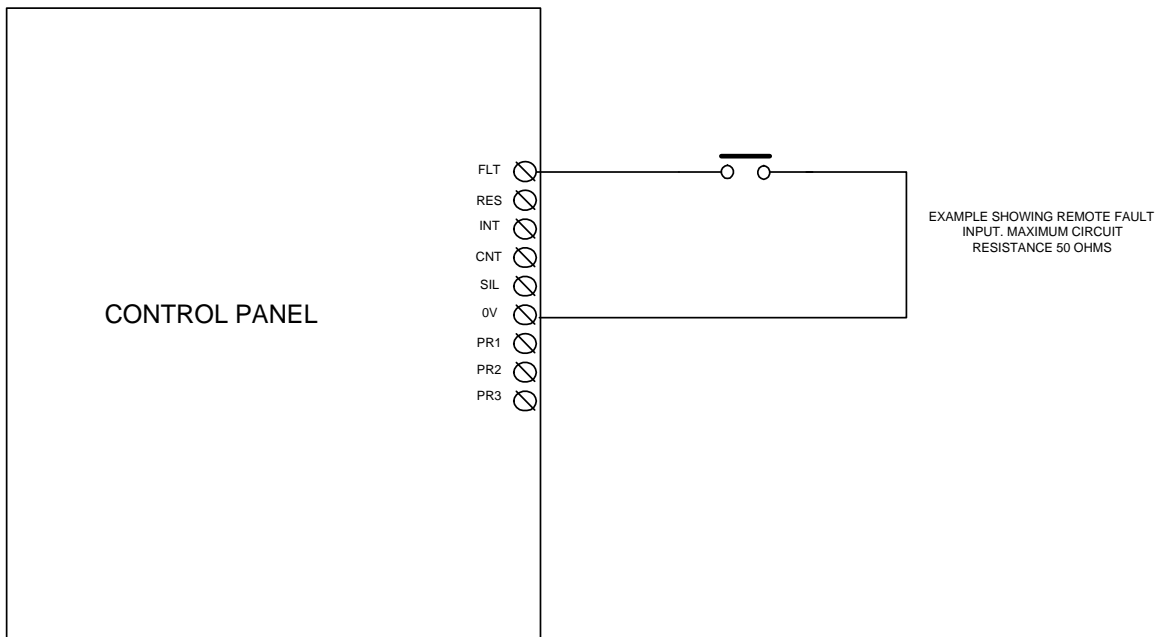 FLT
RES
INT
CNT
SIL
0V
PR1
PR2
PR3
CONTROL PANEL
EXAMPLE SHOWING REMOTE FAULT
INPUT. MAXIMUM CIRCUIT
RESISTANCE 50 OHMS